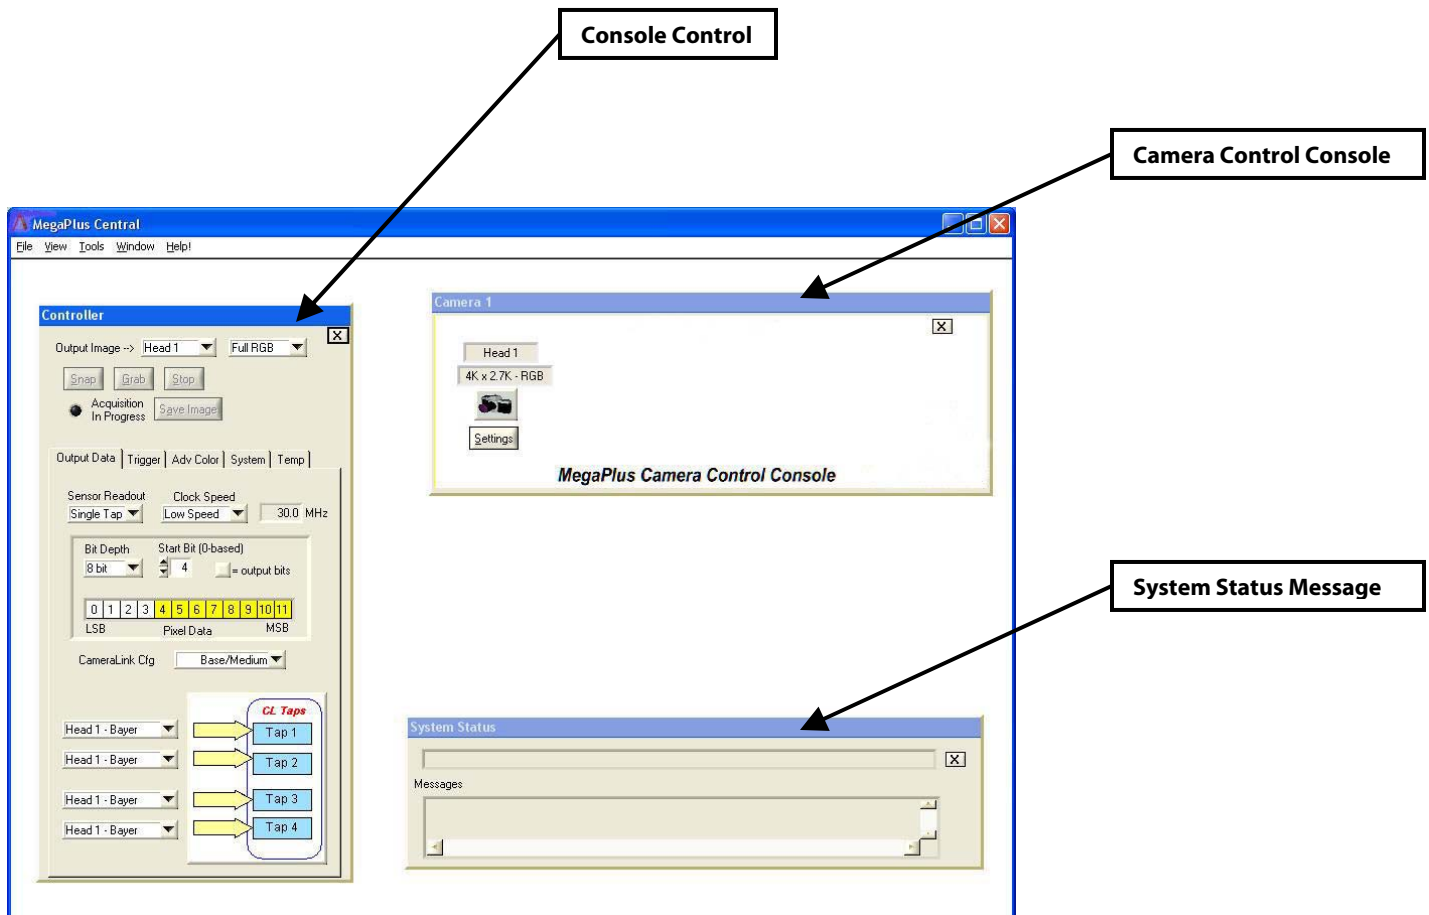 Console Control
Camera Control Console
MegaPlus Central
File View Tools Window Help!
Controller
X
Output Image --> Head 1 Full RGB
Snap Grab Stop
Acquisition
In Progress
Save Image
Output Data Trigger Adv Color System Temp
Sensor Readout Clock Speed
Single Tap Low Speed 30.0 MHz
Bit Depth Start Bit (0-based)
8 bit 4 = output bits
0 1 2 3 4 5 6 7 8 9 10 11
LSB Pixel Data MSB
CameraLink Cfg Base/Medium
CL Taps
Head 1 - Bayer Tap 1
Head 1 - Bayer Tap 2
Head 1 - Bayer Tap 3
Head 1 - Bayer Tap 4
Camera 1
X
Head 1
4K x 2.7K - RGB
Settings
MegaPlus Camera Control Console
System Status Message
System Status
X
Messages